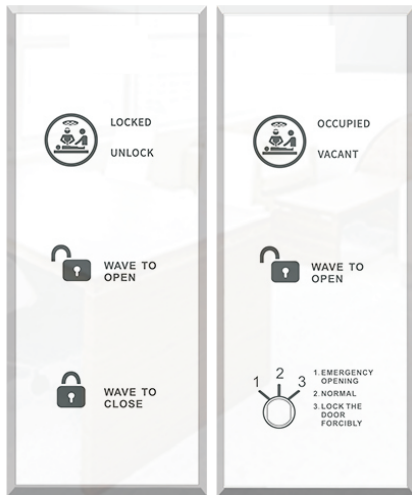 LOCKED
UNLOCK
WAVE TO
OPEN
WAVE TO
CLOSE
OCCUPIED
VACANT
WAVE TO
OPEN
1 2 3
1.EMERGENCY
OPENING
2.NORMAL
3.LOCK THE
DOOR
FORCIBLY